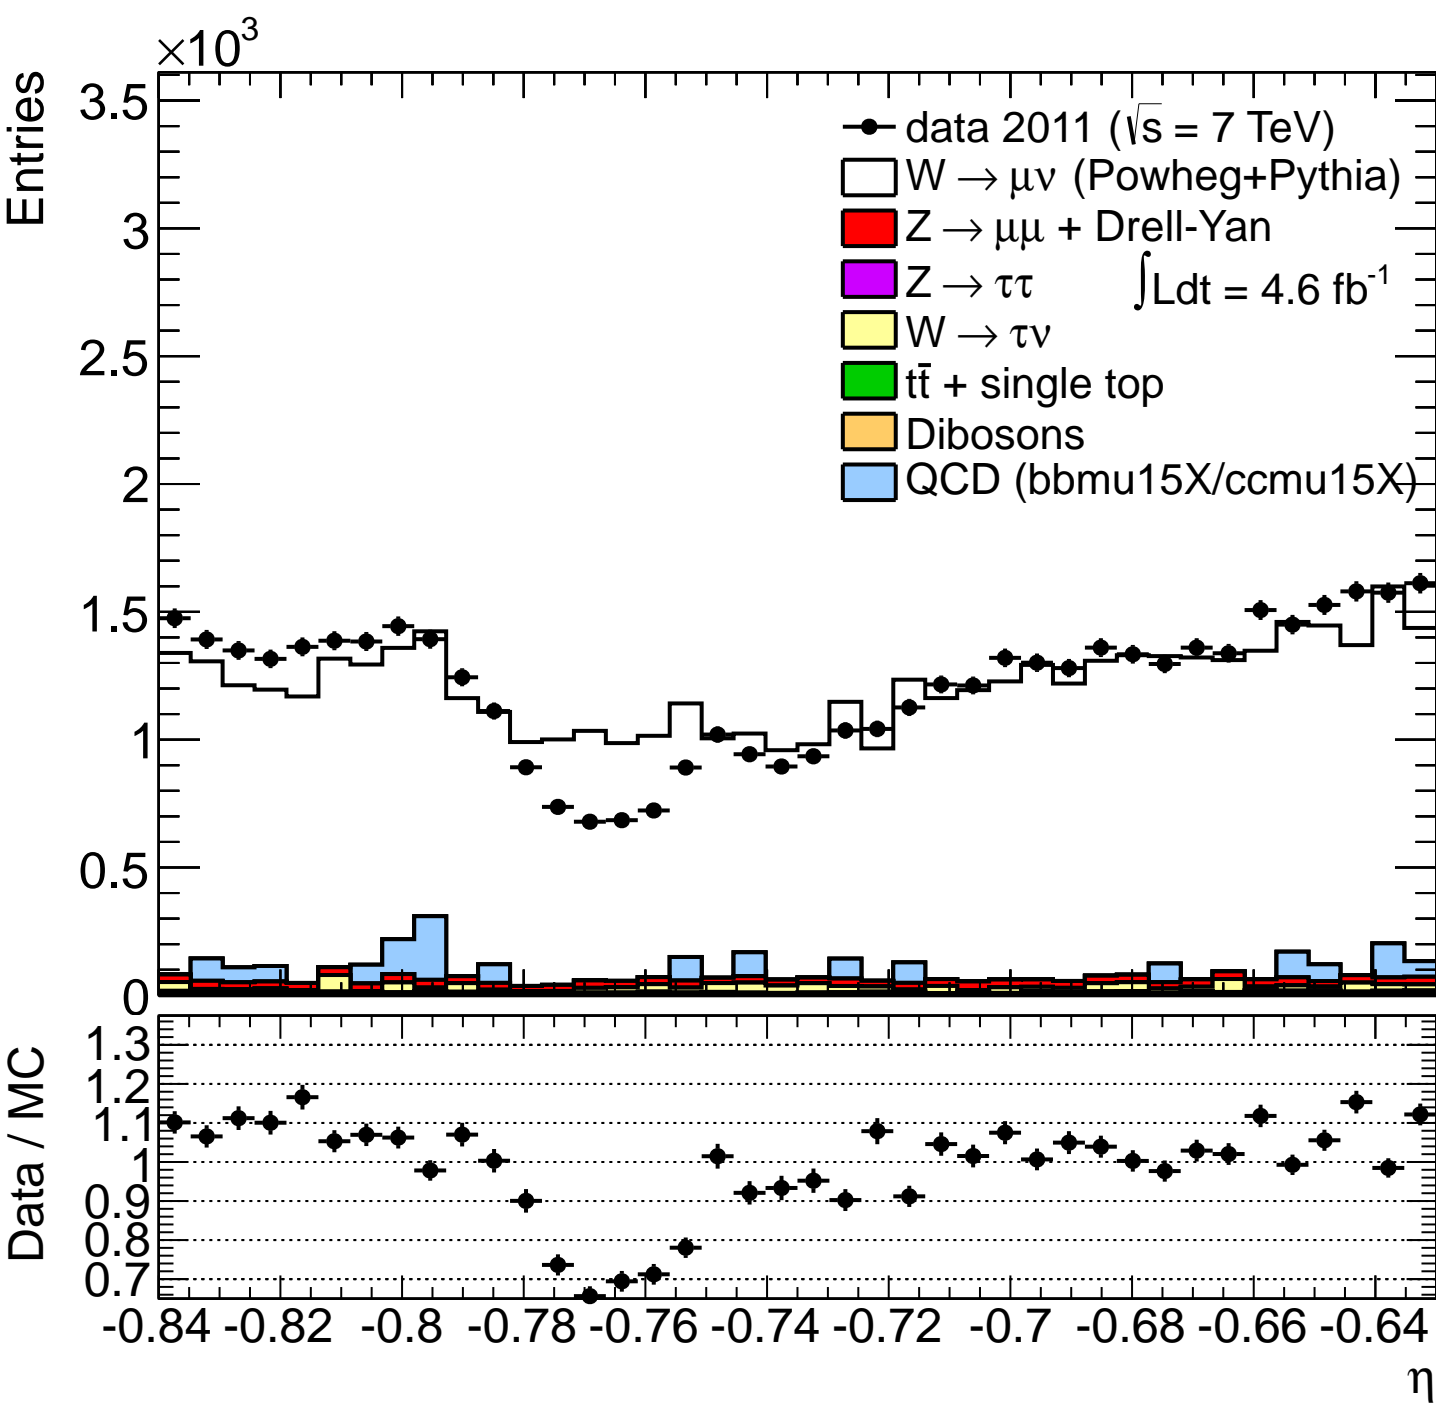 ×10³
Entries
3.5
3
2.5
2
1.5
1
0.5
0
data 2011 (√s = 7 TeV)
W → μν (Powheg+Pythia)
Z → μμ + Drell-Yan
Z → ττ
∫Ldt = 4.6 fb⁻¹
W → τν
tt̄ + single top
Dibosons
QCD (bbmu15X/ccmu15X)
Data / MC
1.3
1.2
1.1
1
0.9
0.8
0.7
-0.84 -0.82 -0.8 -0.78 -0.76 -0.74 -0.72 -0.7 -0.68 -0.66 -0.64
η